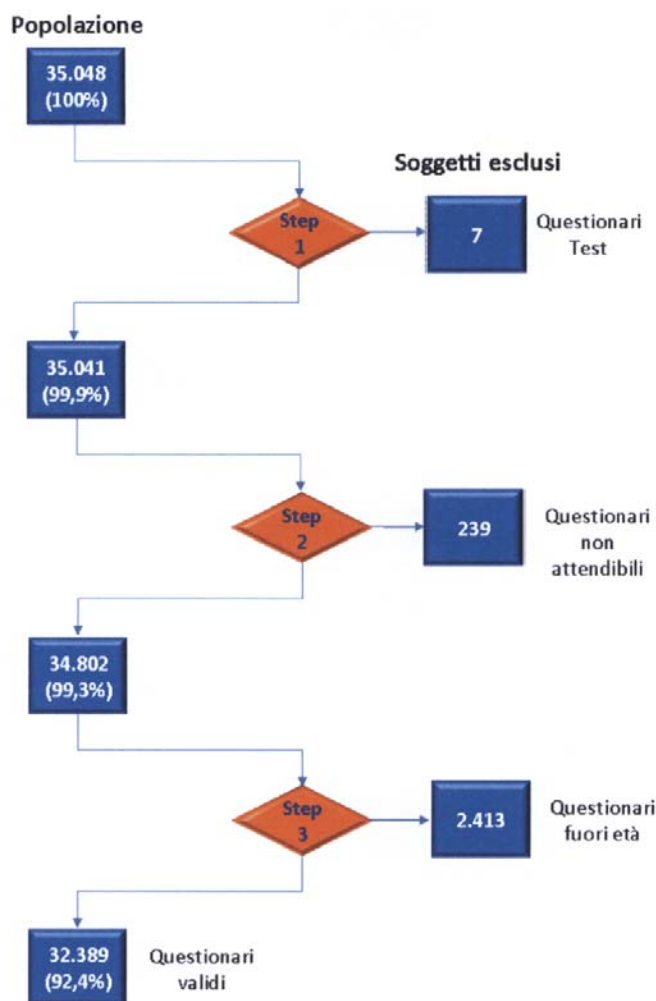 Popolazione
35.048
(100%)
Soggetti esclusi
Step
1
7
Questionari
Test
35.041
(99,9%)
Step
2
239
Questionari
non
attendibili
34.802
(99,3%)
Step
3
2.413
Questionari
fuori età
32.389
(92,4%)
Questionari
validi